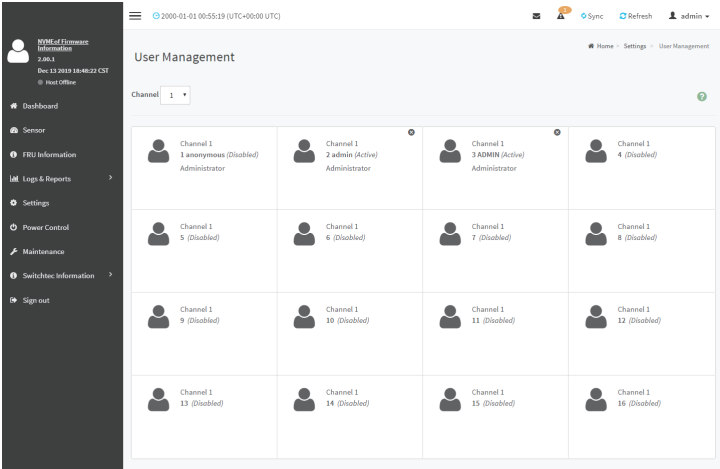 2000-01-01 00:55:19 (UTC+00:00 UTC)
1
Sync
Refresh
admin
NVMEof Firmware
Information
2.00.1
Dec 13 2019 18:48:22 CST
Host Offline
Dashboard
Sensor
FRU Information
Logs & Reports
Settings
Power Control
Maintenance
Switchtec Information
Sign out
User Management
Home
Settings
User Management
Channel
1
Channel 1
1 anonymous (Disabled)
Administrator
Channel 1
2 admin (Active)
Administrator
Channel 1
3 ADMIN (Active)
Administrator
Channel 1
4 (Disabled)
Channel 1
5 (Disabled)
Channel 1
6 (Disabled)
Channel 1
7 (Disabled)
Channel 1
8 (Disabled)
Channel 1
9 (Disabled)
Channel 1
10 (Disabled)
Channel 1
11 (Disabled)
Channel 1
12 (Disabled)
Channel 1
13 (Disabled)
Channel 1
14 (Disabled)
Channel 1
15 (Disabled)
Channel 1
16 (Disabled)